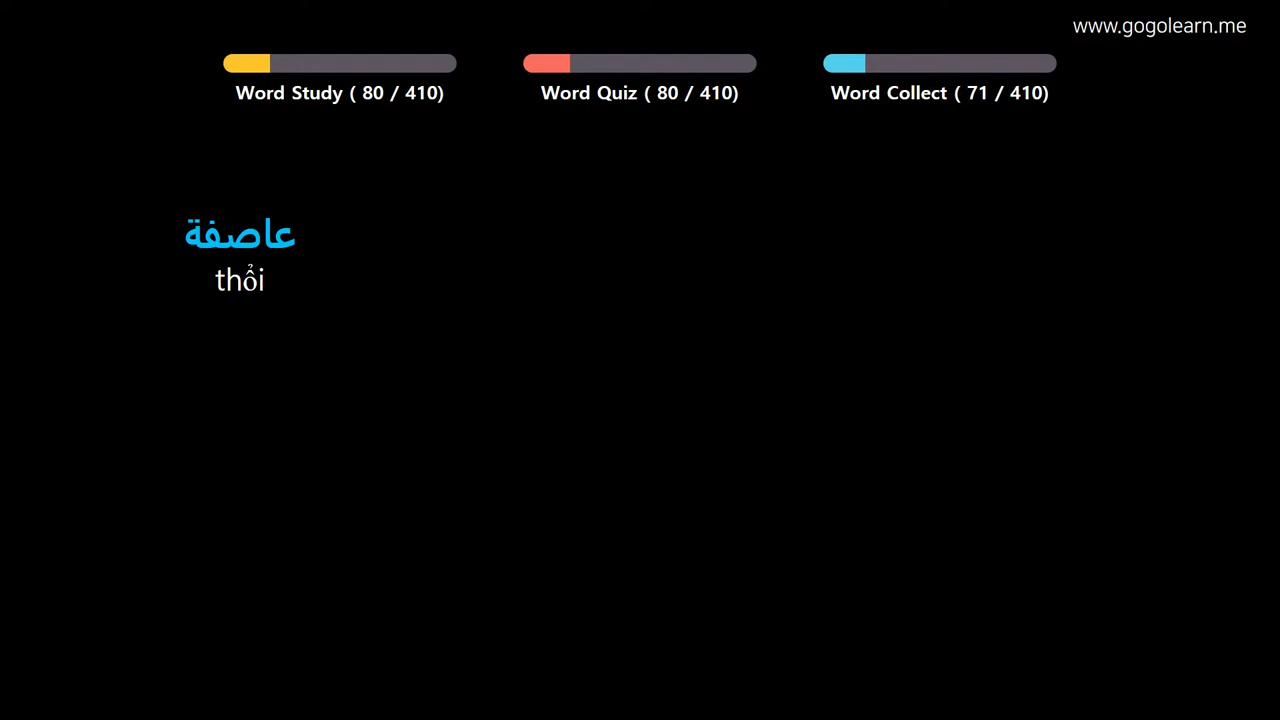 www.gogolearn.me
Word Study ( 80 / 410)
Word Quiz ( 80 / 410)
Word Collect ( 71 / 410)
عاصفة
thổi